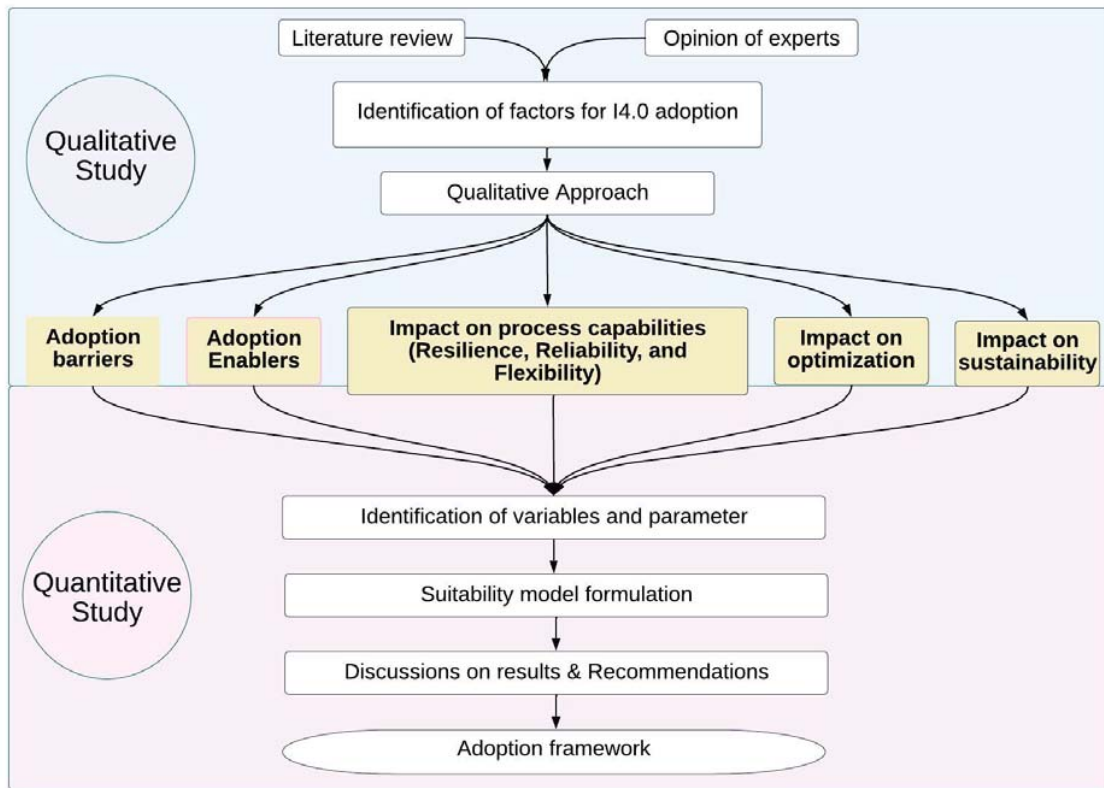 Literature review
Opinion of experts
Identification of factors for I4.0 adoption
Qualitative
Study
Qualitative Approach
Adoption
barriers
Adoption
Enablers
Impact on process capabilities
(Resilience, Reliability, and
Flexibility)
Impact on
optimization
Impact on
sustainability
Identification of variables and parameter
Quantitative
Study
Suitability model formulation
Discussions on results & Recommendations
Adoption framework